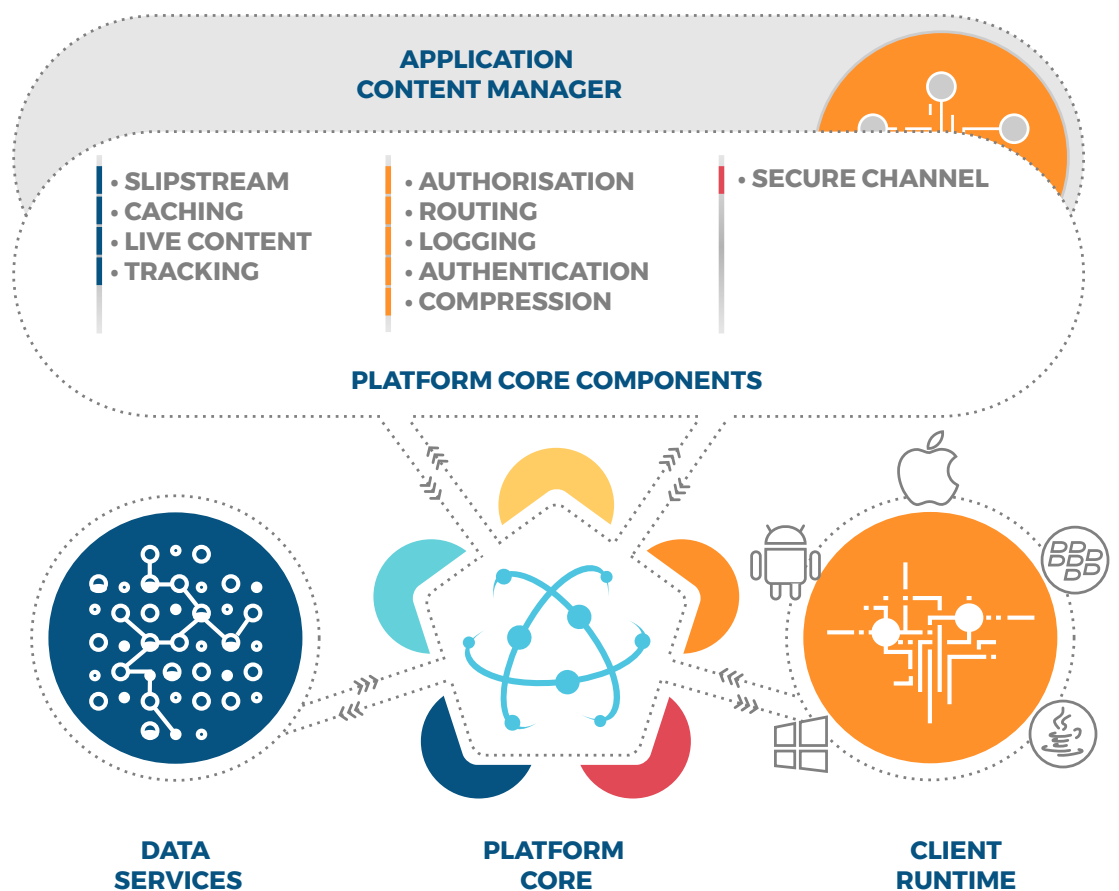 APPLICATION
CONTENT MANAGER
• SLIPSTREAM
• CACHING
• LIVE CONTENT
• TRACKING
• AUTHORISATION
• ROUTING
• LOGGING
• AUTHENTICATION
• COMPRESSION
• SECURE CHANNEL
PLATFORM CORE COMPONENTS
DATA
SERVICES
PLATFORM
CORE
CLIENT
RUNTIME